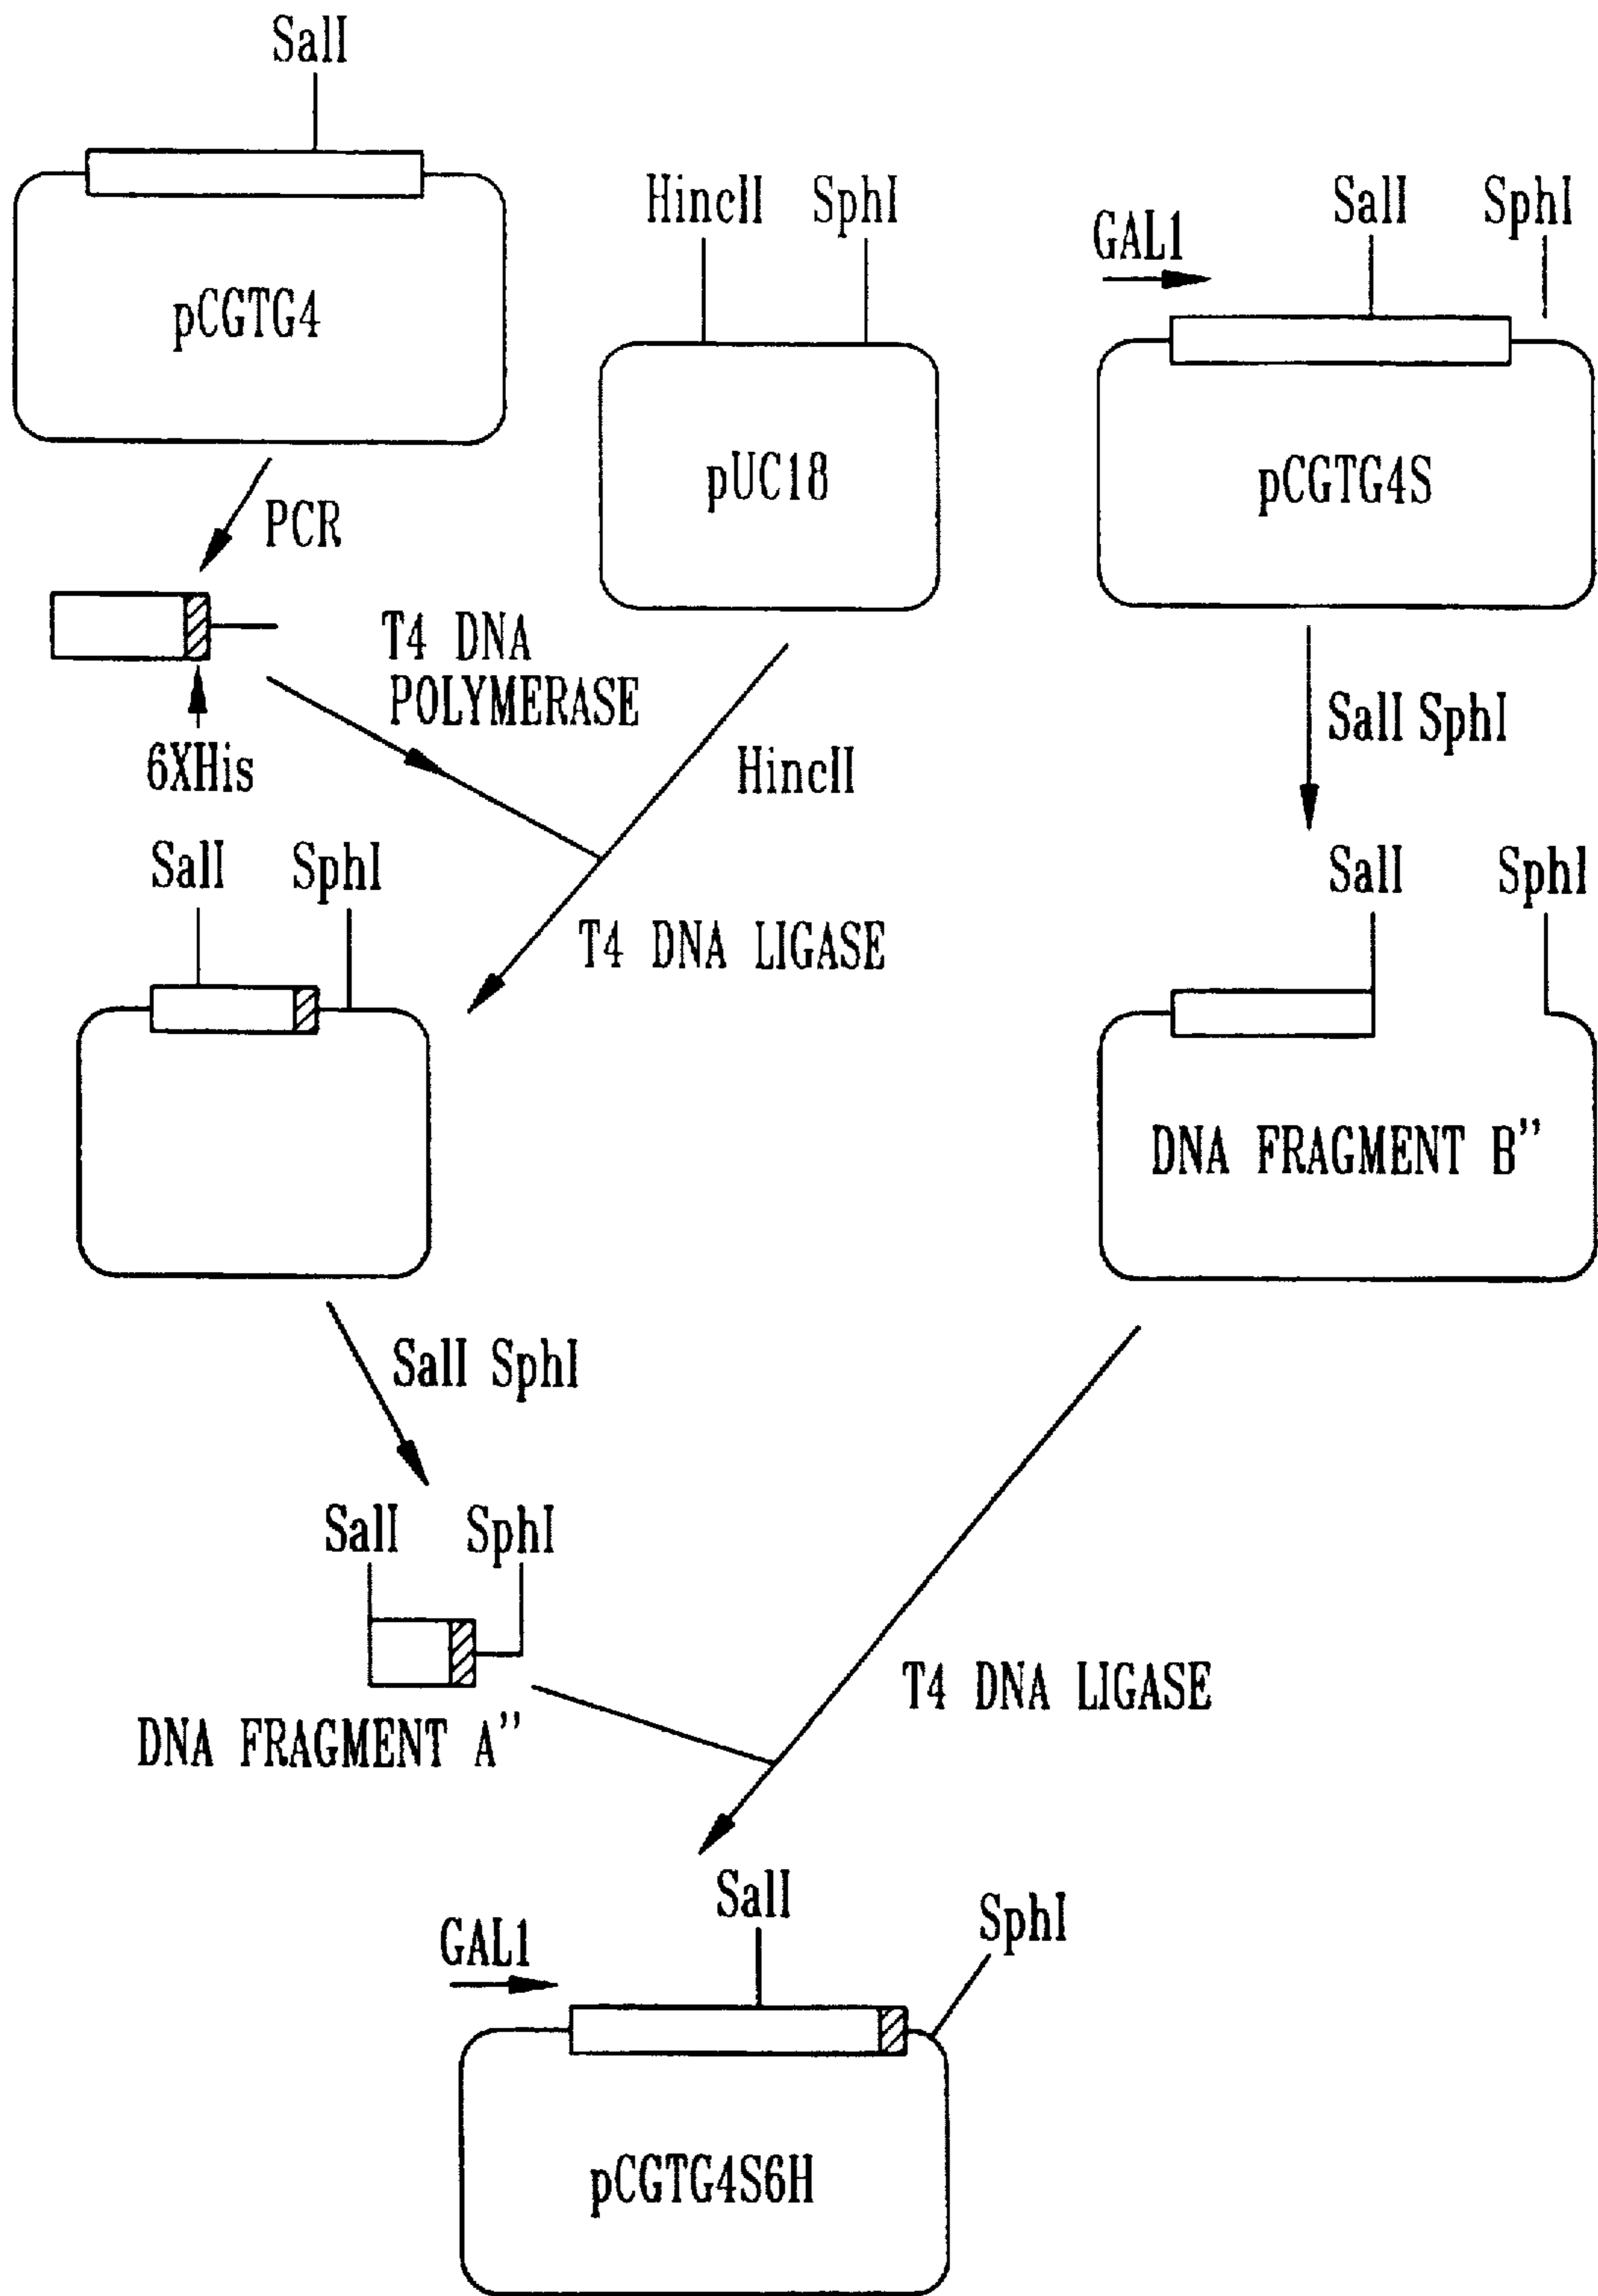 SalI
HincII SphI
SalI SphI
GAL1
pCGTG4
pUC18
pCGTG4S
PCR
T4 DNA
POLYMERASE
6XHis
HincII
SalI SphI
SalI SphI
T4 DNA LIGASE
SalI SphI
DNA FRAGMENT B''
SalI SphI
SalI SphI
DNA FRAGMENT A''
T4 DNA LIGASE
SalI
SphI
GAL1
pCGTG4S6H